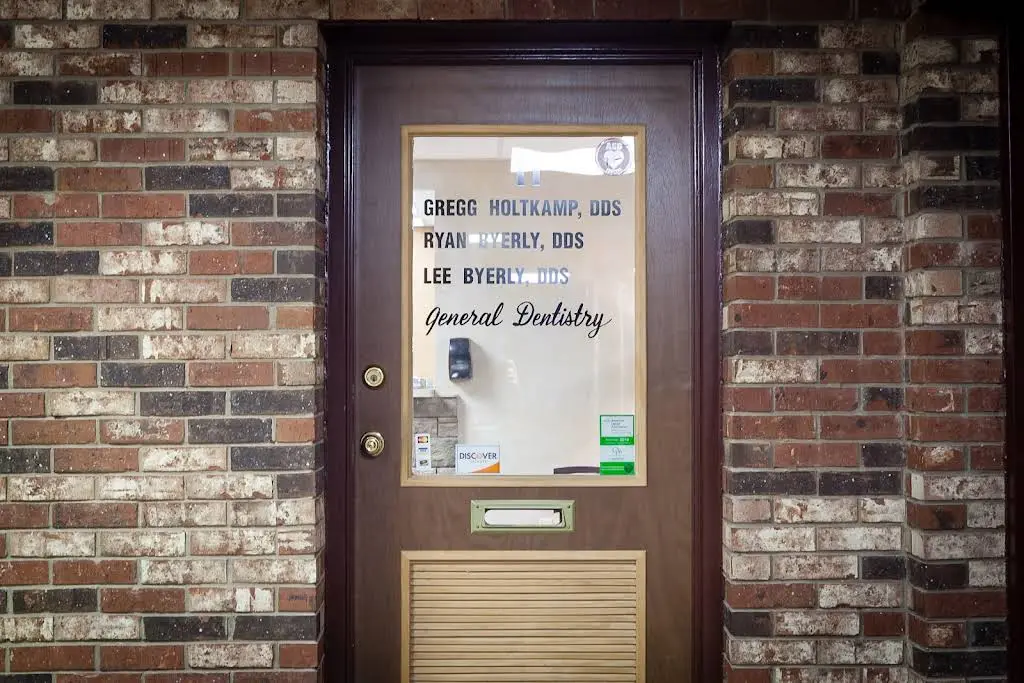 GREGG HOLTKAMP, DDS
RYAN BYERLY, DDS
LEE BYERLY, DDS
General Dentistry
DISCOVER